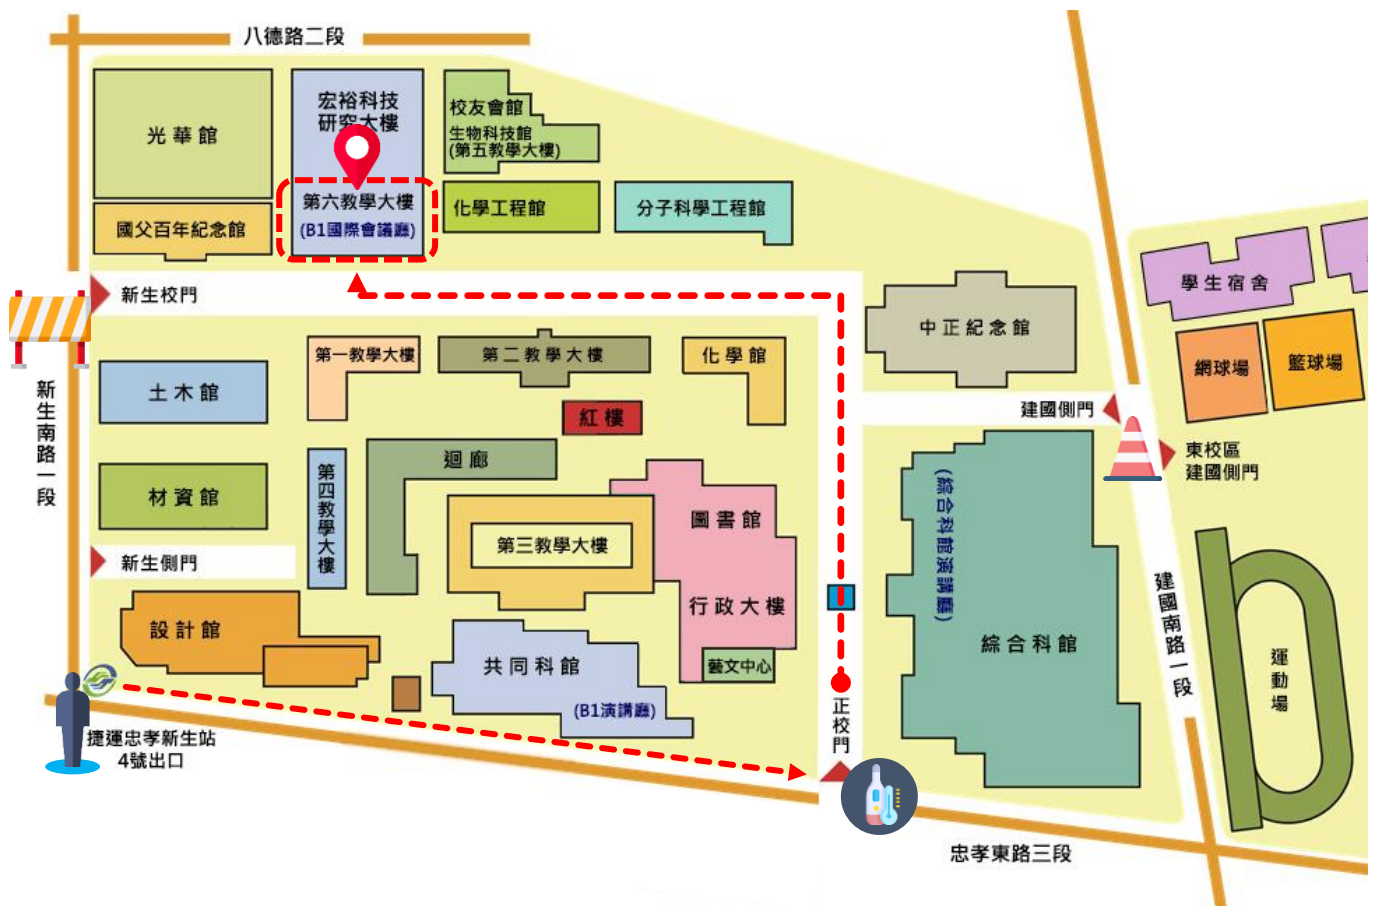 八德路二段
光華館
宏裕科技
研究大樓
校友會館
生物科技館
(第五教學大樓)
國父百年紀念館
第六教學大樓
(B1國際會議廳)
化學工程館
分子科學工程館
學生宿舍
新生校門
中正紀念館
第一教學大樓
第二教學大樓
化學館
網球場
籃球場
土木館
紅樓
建國側門
新生南路一段
迴廊
東校區
建國側門
材資館
第四教學大樓
圖書館
(綜合科館演講廳)
第三教學大樓
新生側門
行政大樓
建國南路一段
設計館
綜合科館
共同科館
藝文中心
運動場
(B1演講廳)
正校門
捷運忠孝新生站
4號出口
忠孝東路三段